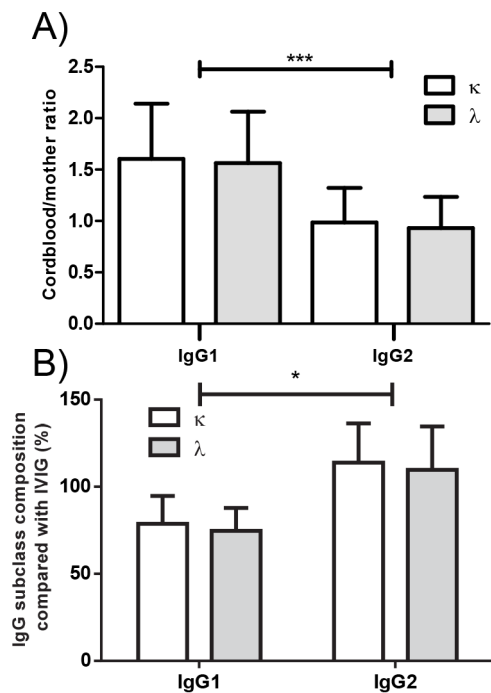 A)
***
κ
λ
2.5
2.0
1.5
1.0
0.5
0.0
Cordblood/mother ratio
IgG1 IgG2
B)
*
κ
λ
150
100
50
0
IgG subclass composition
compared with IVIG (%)
IgG1 IgG2